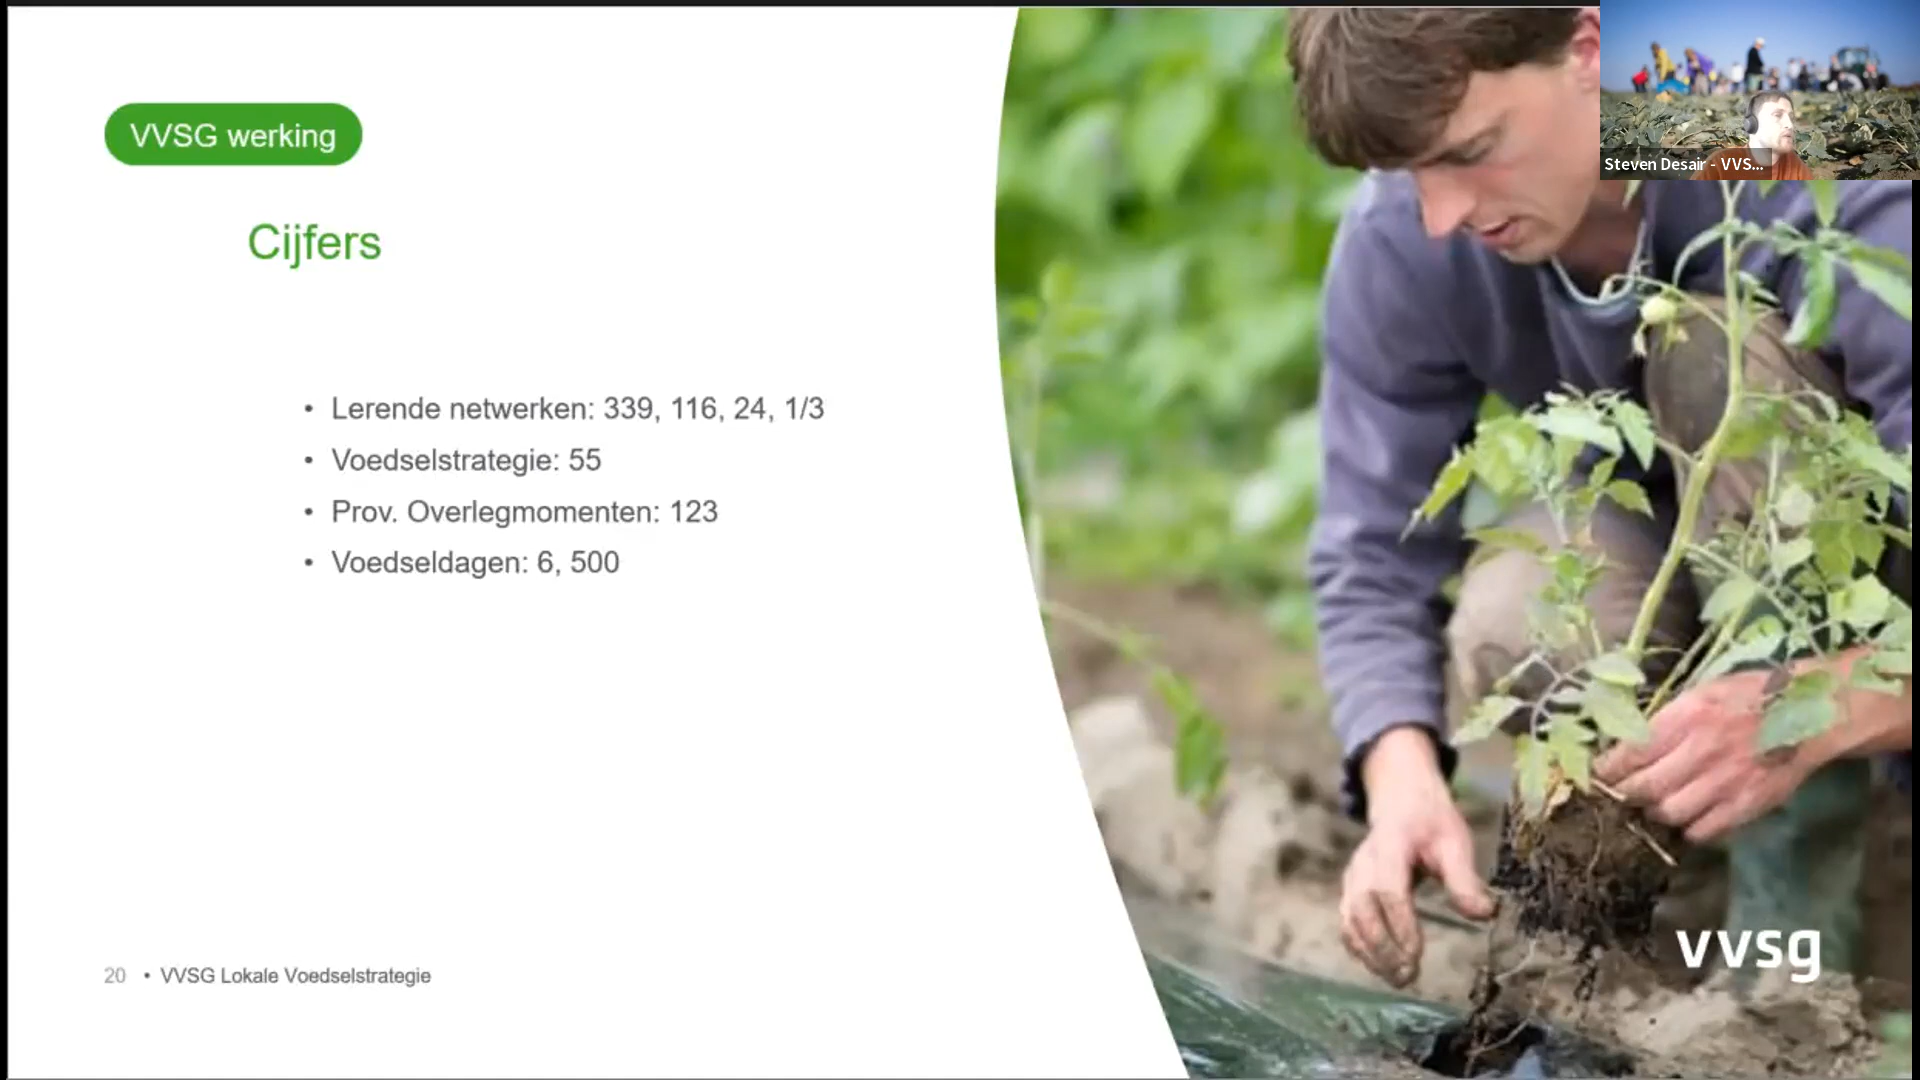 VVSG werking
Cijfers
• Lerende netwerken: 339, 116, 24, 1/3
• Voedselstrategie: 55
• Prov. Overlegmomenten: 123
• Voedseldagen: 6, 500
20 • VVSG Lokale Voedselstrategie
vvsg
Steven Desair - VVS...